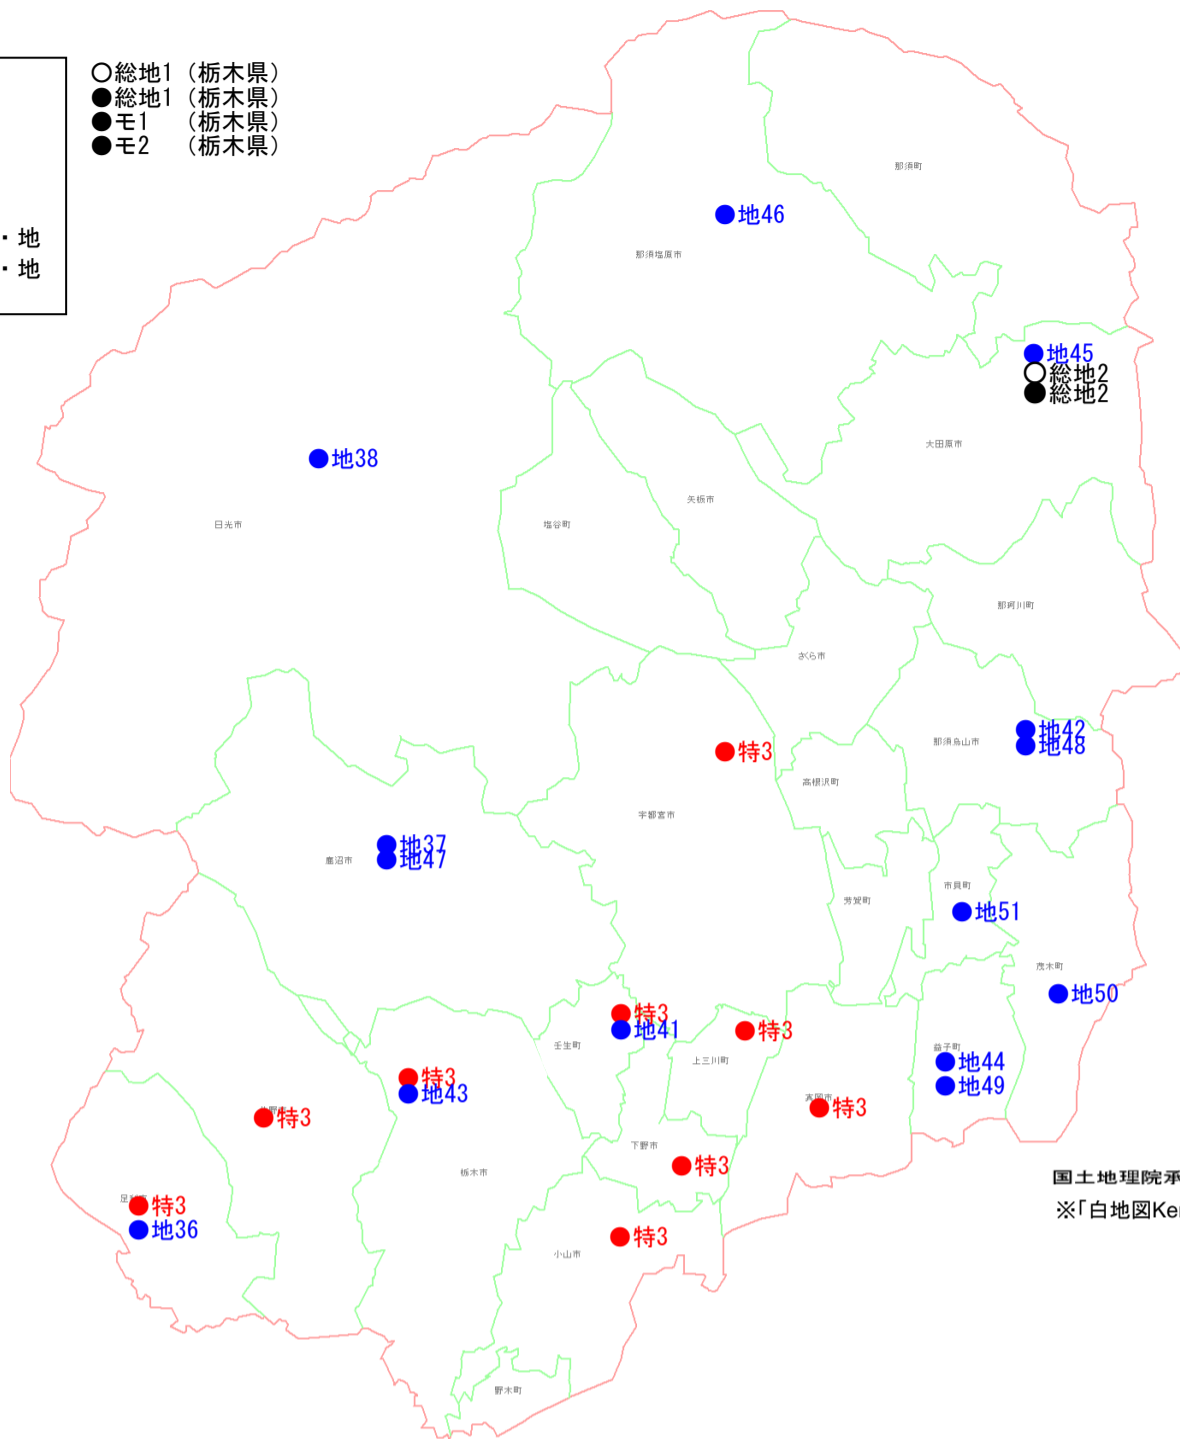 ○総地1 （栃木県）
●総地1 （栃木県）
●モ1 （栃木県）
●モ2 （栃木県）
・地
・地
那須町
●地46
那須塩原市
●地45
○総地2
●総地2
大田原市
●地38
矢板市
日光市
塩谷町
那珂川町
さくら市
●地42
那須烏山市
●地48
●特3
高根沢町
宇都宮市
●地37
鹿沼市
●地47
市貝町
芳賀町
●地51
茂木町
●地50
●特3
●地41
●特3
壬生町
上三川町
益子町
●地44
●特3
●地49
●地43
●特3
●特3
下野市
●特3
栃木市
国土地理院承
●特3
●地36
※「白地図Ke
●特3
小山市
野木町